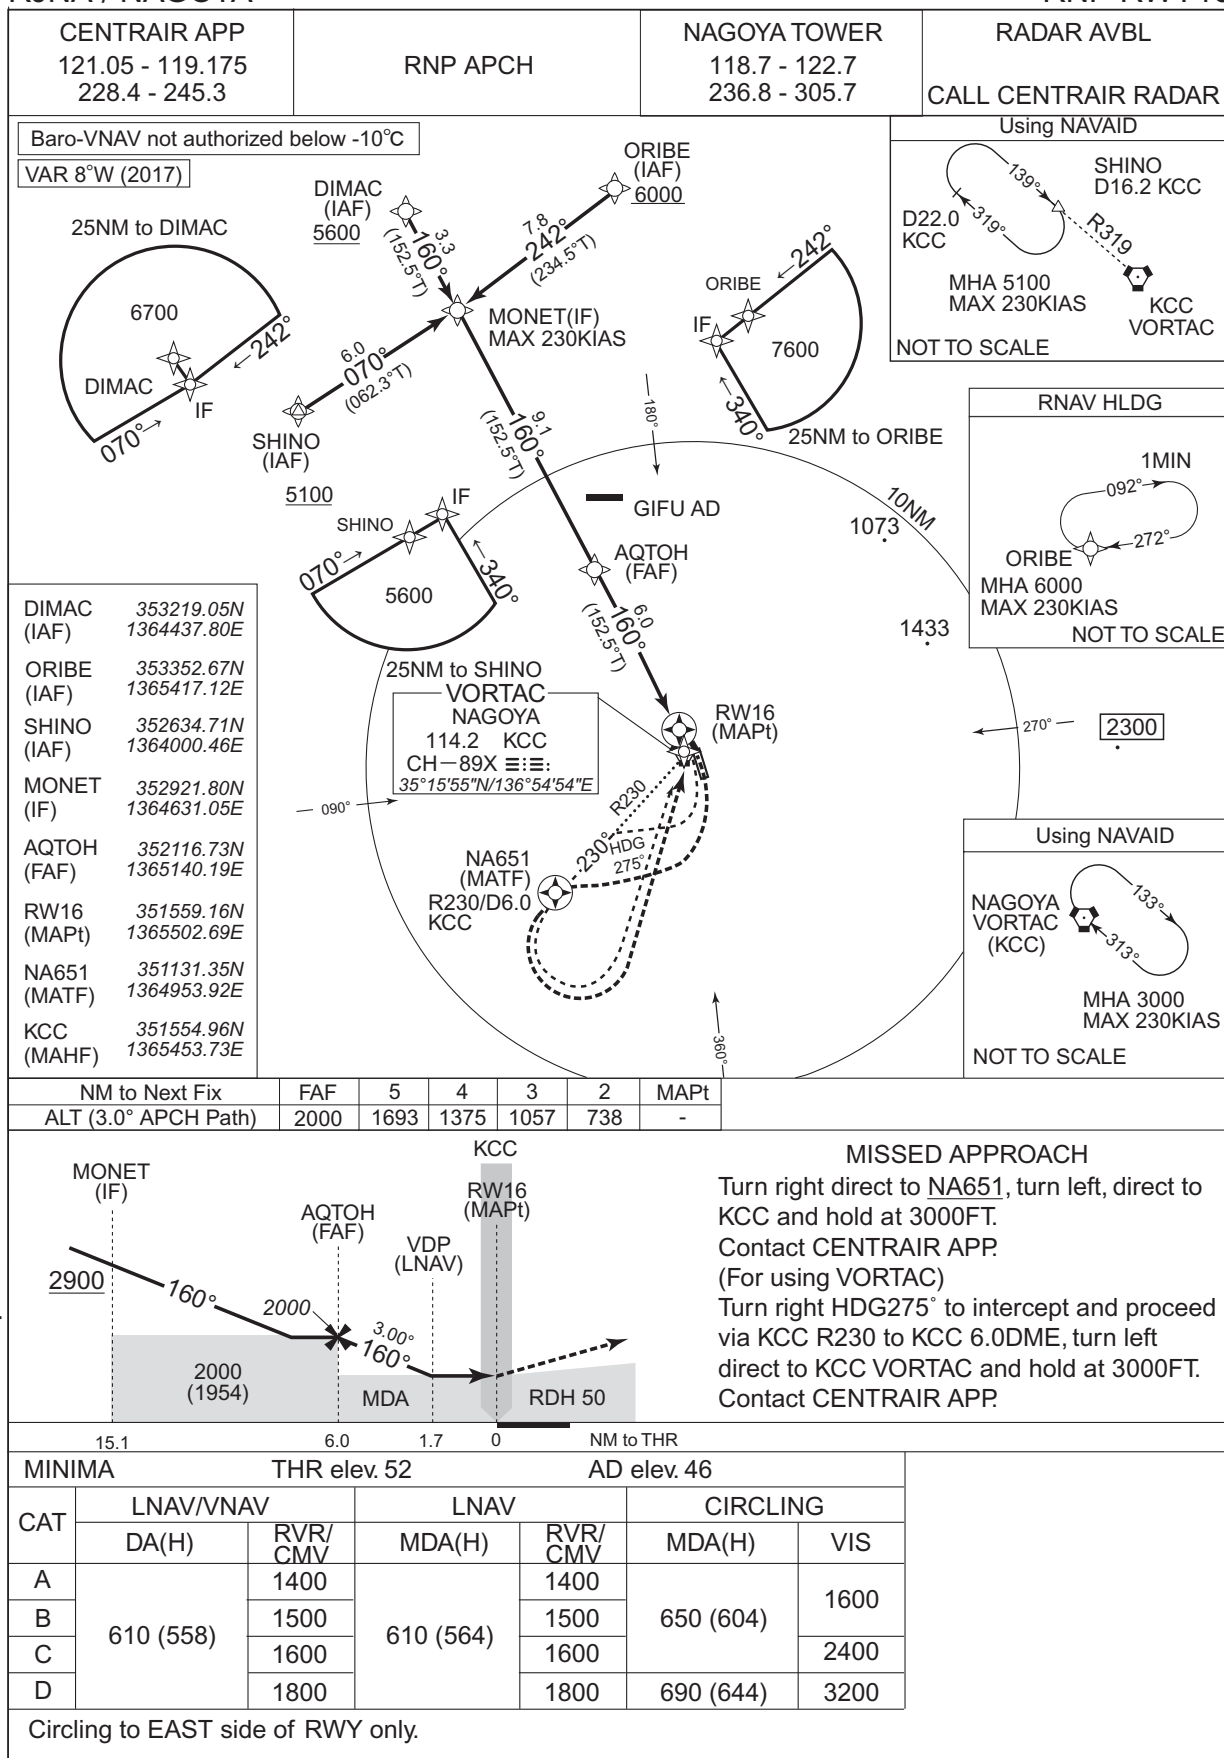 CENTRAIR APP
121.05 - 119.175
228.4 - 245.3
RNP APCH
NAGOYA TOWER
118.7 - 122.7
236.8 - 305.7
RADAR AVBL
CALL CENTRAIR RADAR
Baro-VNAV not authorized below -10°C
VAR 8°W (2017)
25NM to DIMAC
6700
DIMAC
IF
←242°
070°→
DIMAC
(IAF)
5600
3.3
160°
(152.5°T)
ORIBE
(IAF)
6000
7.8
242°
(234.5°T)
MONET(IF)
MAX 230KIAS
6.0
070°
(062.3°T)
SHINO
(IAF)
5100
9.1
160°
(152.5°T)
←242°
ORIBE
IF
7600
←340°
25NM to ORIBE
Using NAVAID
139°
319°
SHINO
D16.2 KCC
D22.0
KCC
R319
MHA 5100
MAX 230KIAS
KCC
VORTAC
NOT TO SCALE
RNAV HLDG
1MIN
092°
272°
ORIBE
MHA 6000
MAX 230KIAS
NOT TO SCALE
180°
GIFU AD
10NM
1073
1433
AQTOH
(FAF)
6.0
160°
(152.5°T)
IF
SHINO
070°→
5600
←340°
25NM to SHINO
VORTAC
NAGOYA
114.2 KCC
CH—89X
35°15'55"N/136°54'54"E
RW16
(MAPt)
270°
2300
090°
R230
230°
HDG
275°
NA651
(MATF)
R230/D6.0
KCC
360°
DIMAC 353219.05N
(IAF) 1364437.80E
ORIBE 353352.67N
(IAF) 1365417.12E
SHINO 352634.71N
(IAF) 1364000.46E
MONET 352921.80N
(IF) 1364631.05E
AQTOH 352116.73N
(FAF) 1365140.19E
RW16 351559.16N
(MAPt) 1365502.69E
NA651 351131.35N
(MATF) 1364953.92E
KCC 351554.96N
(MAHF) 1365453.73E
Using NAVAID
NAGOYA
VORTAC
(KCC)
133°
313°
MHA 3000
MAX 230KIAS
NOT TO SCALE
NM to Next Fix FAF 5 4 3 2 MAPt
ALT (3.0° APCH Path) 2000 1693 1375 1057 738 -
MONET
(IF)
AQTOH
(FAF)
VDP
(LNAV)
KCC
RW16
(MAPt)
2900
160°
2000
3.00°
160°
2000
(1954)
MDA
RDH 50
15.1 6.0 1.7 0 NM to THR
MISSED APPROACH
Turn right direct to NA651, turn left, direct to
KCC and hold at 3000FT.
Contact CENTRAIR APP.
(For using VORTAC)
Turn right HDG275° to intercept and proceed
via KCC R230 to KCC 6.0DME, turn left
direct to KCC VORTAC and hold at 3000FT.
Contact CENTRAIR APP.
MINIMA THR elev. 52 AD elev. 46
CAT LNAV/VNAV LNAV CIRCLING
DA(H) RVR/CMV MDA(H) RVR/CMV MDA(H) VIS
A 610 (558) 1400 610 (564) 1400 650 (604) 1600
B 1500 1500
C 1600 1600 2400
D 1800 1800 690 (644) 3200
Circling to EAST side of RWY only.